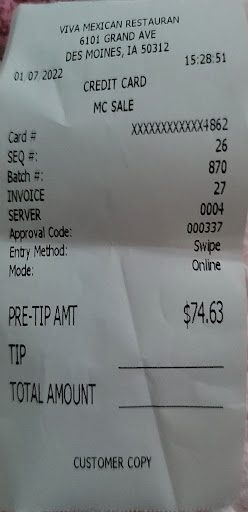 VIVA MEXICAN RESTAURAN
6101 GRAND AVE
DES MOINES, IA 50312
01/07/2022 15:28:51
CREDIT CARD
MC SALE
Card # XXXXXXXXXXXX4862
SEQ #: 26
Batch #: 870
INVOICE 27
SERVER 0004
Approval Code: 000337
Entry Method: Swipe
Mode: Online
PRE-TIP AMT $74.63
TIP
TOTAL AMOUNT
CUSTOMER COPY